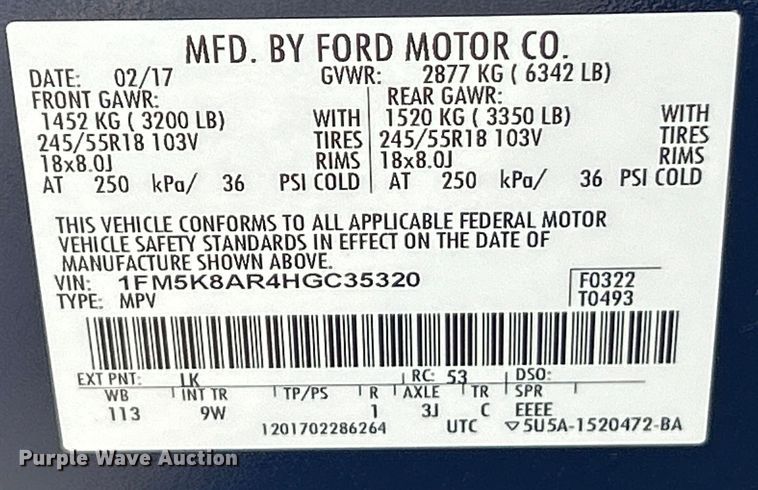 MFD. BY FORD MOTOR CO.
DATE: 02/17 GVWR: 2877 KG ( 6342 LB)
FRONT GAWR: REAR GAWR:
1452 KG ( 3200 LB) WITH 1520 KG ( 3350 LB) WITH
245/55R18 103V TIRES 245/55R18 103V TIRES
18x8.0J RIMS 18x8.0J RIMS
AT 250 kPa/ 36 PSI COLD AT 250 kPa/ 36 PSI COLD
THIS VEHICLE CONFORMS TO ALL APPLICABLE FEDERAL MOTOR
VEHICLE SAFETY STANDARDS IN EFFECT ON THE DATE OF
MANUFACTURE SHOWN ABOVE.
VIN: 1FM5K8AR4HGC35320 F0322
TYPE: MPV T0493
EXT PNT: LK RC: 53 DSO:
WB INT TR TP/PS R AXLE TR SPR
113 9W 1 3J C EEEE
1201702286264 UTC ▽5U5A-1520472-BA
Purple Wave Auction